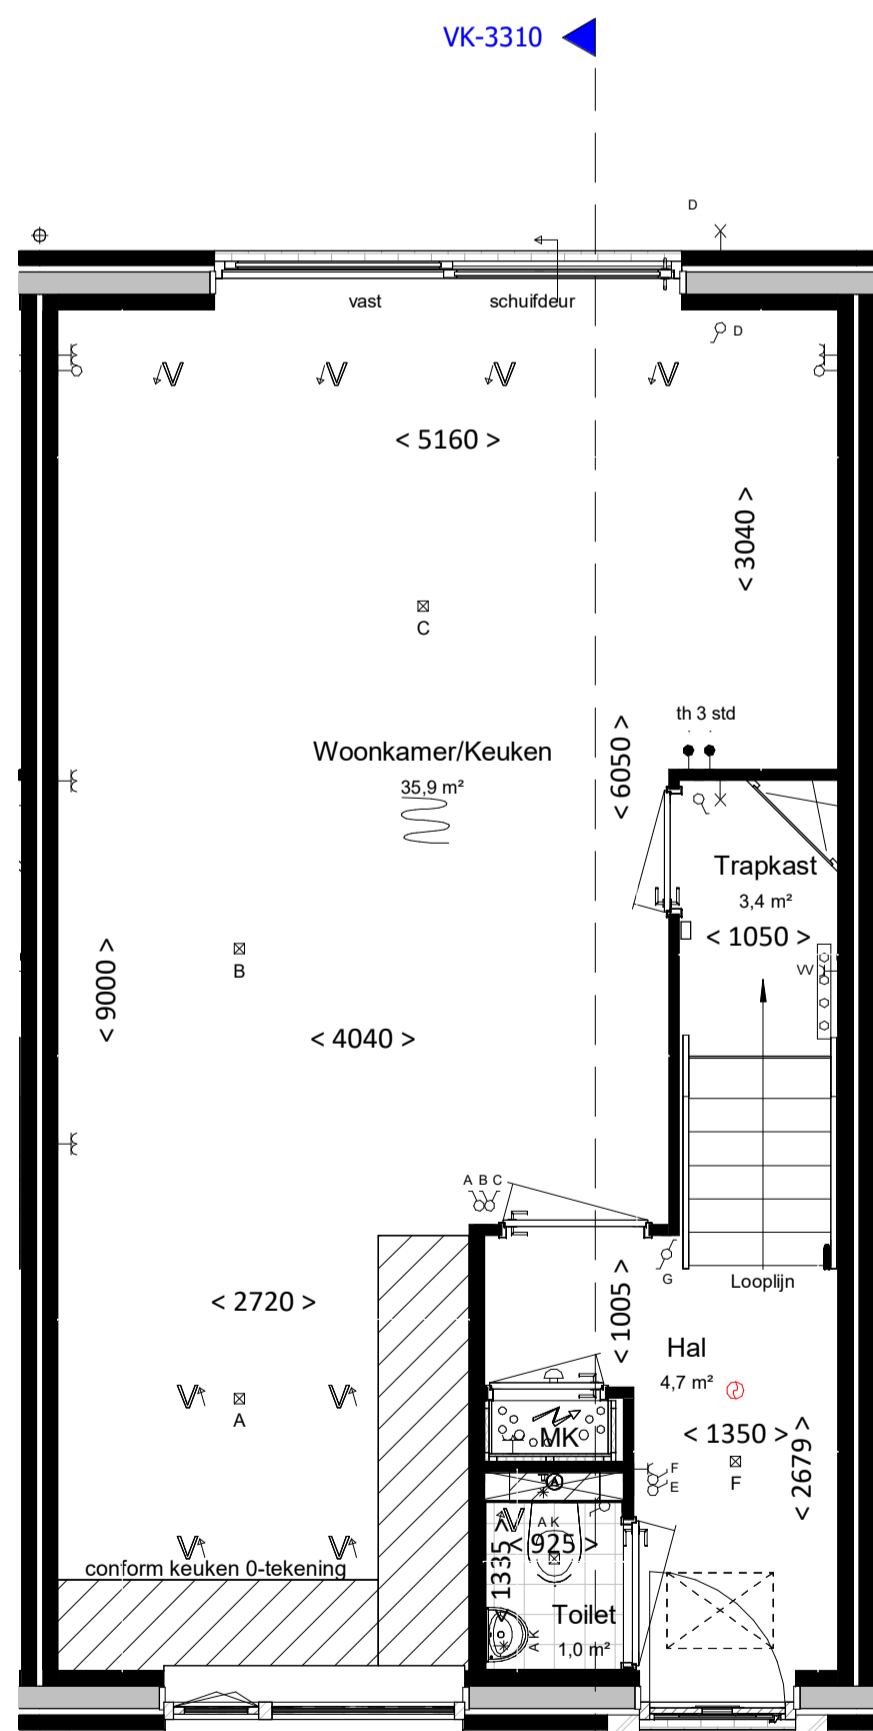 VK-3310
D
vast
schuifdeur
D
< 5160 >
< 3040 >
C
th 3 std
Woonkamer/Keuken
35,9 m²
< 6050 >
Trapkast
3,4 m²
< 1050 >
B
< 9000 >
< 4040 >
A B C
G
Looplijn
< 2720 >
< 1005 >
Hal
4,7 m²
A
MK
< 1350 >
F
E
F
< 2679 >
A
A K
< 925 >
< 1335 >
conform keuken 0-tekening
Toilet
1,0 m²
A K